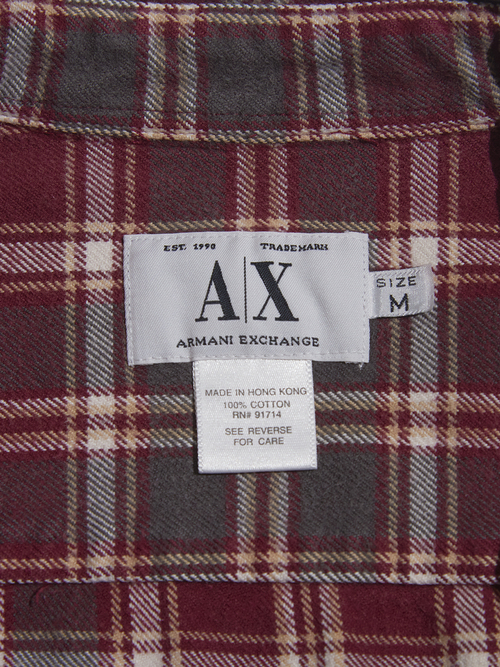 EST. 1990 TRADEMARK
A|X
ARMANI EXCHANGE
SIZE
M
MADE IN HONG KONG
100% COTTON
RN# 91714
SEE REVERSE
FOR CARE